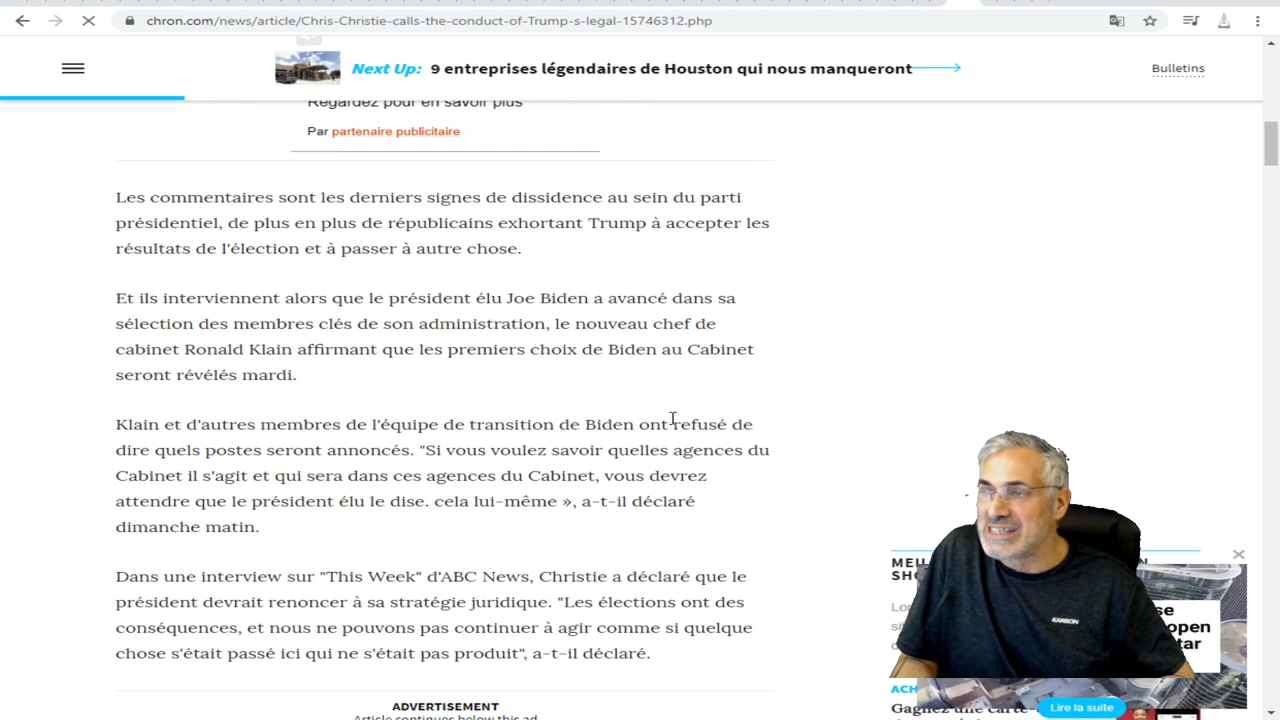 chron.com/news/article/Chris-Christie-calls-the-conduct-of-Trump-s-legal-15746312.php
Next Up: 9 entreprises légendaires de Houston qui nous manqueront
Bulletins
Regardez pour en savoir plus
Par partenaire publicitaire
Les commentaires sont les derniers signes de dissidence au sein du parti
présidentiel, de plus en plus de républicains exhortant Trump à accepter les
résultats de l'élection et à passer à autre chose.
Et ils interviennent alors que le président élu Joe Biden a avancé dans sa
sélection des membres clés de son administration, le nouveau chef de
cabinet Ronald Klain affirmant que les premiers choix de Biden au Cabinet
seront révélés mardi.
Klain et d'autres membres de l'équipe de transition de Biden ont refusé de
dire quels postes seront annoncés. "Si vous voulez savoir quelles agences du
Cabinet il s'agit et qui sera dans ces agences du Cabinet, vous devrez
attendre que le président élu le dise. cela lui-même », a-t-il déclaré
dimanche matin.
Dans une interview sur "This Week" d'ABC News, Christie a déclaré que le
président devrait renoncer à sa stratégie juridique. "Les élections ont des
conséquences, et nous ne pouvons pas continuer à agir comme si quelque
chose s'était passé ici qui ne s'était pas produit", a-t-il déclaré.
ADVERTISEMENT
Article continues below this ad
KARBON
open
Lire la suite